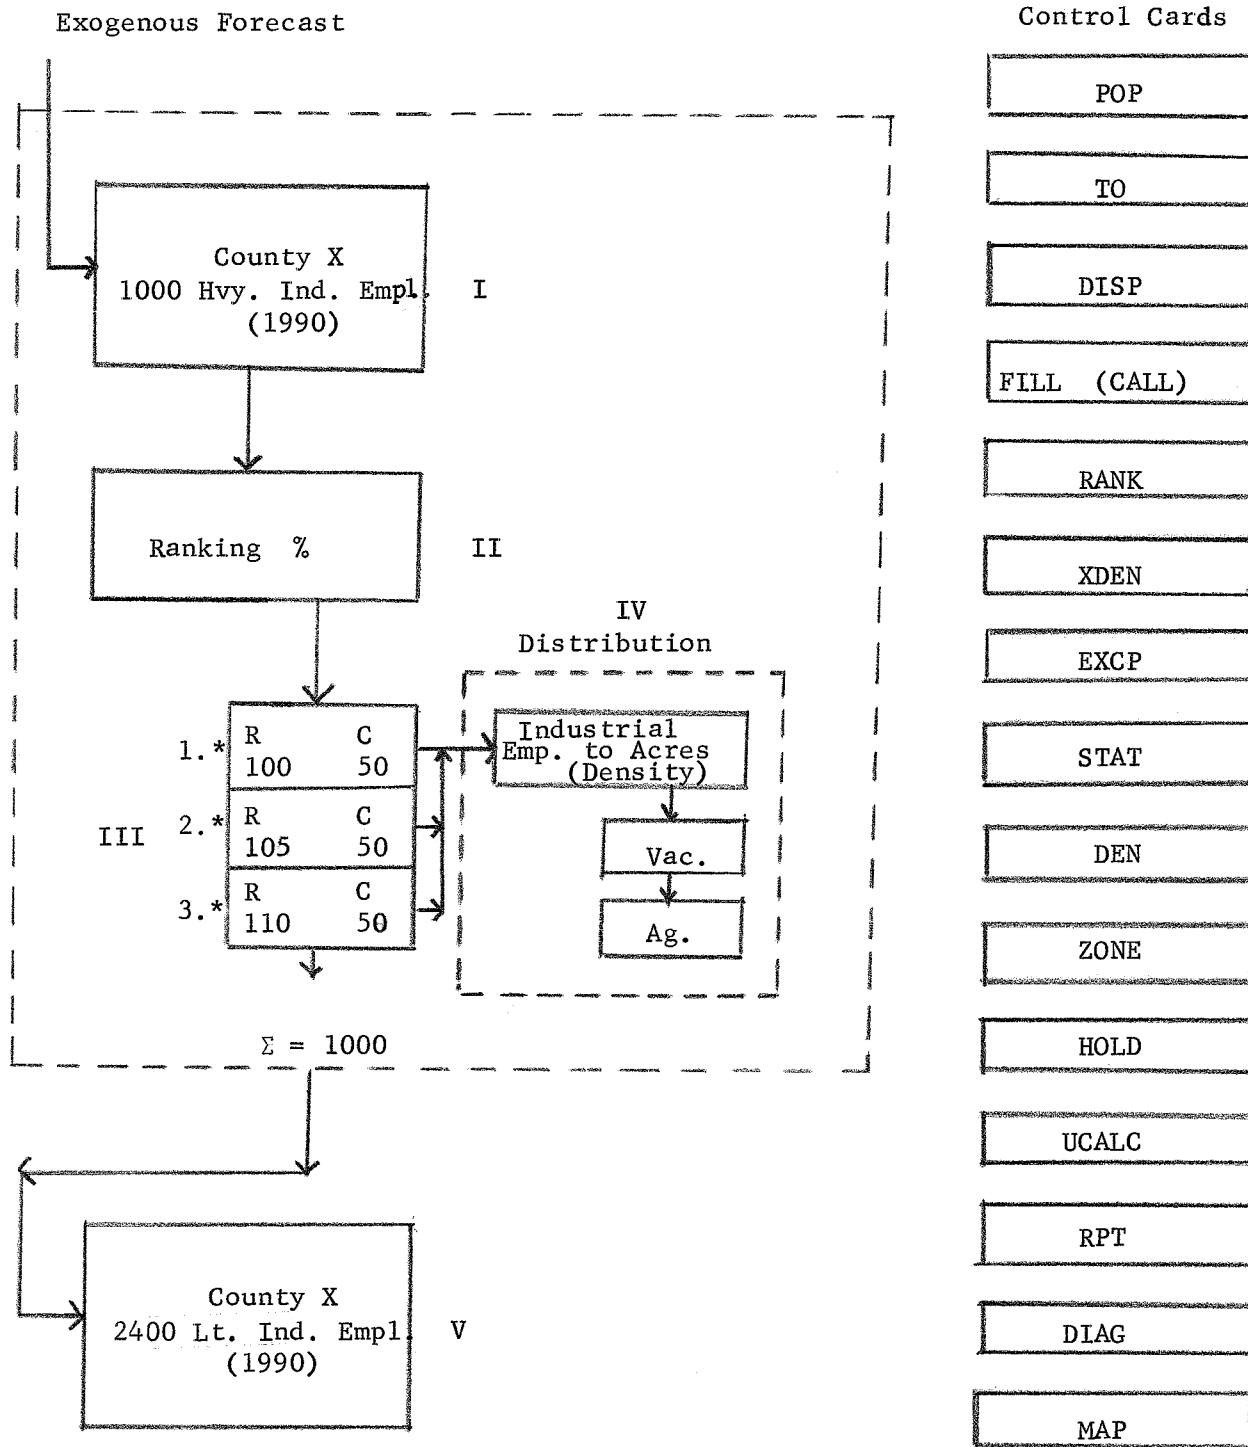 Exogenous Forecast
County X
1000 Hvy. Ind. Empl.
(1990)
I
Ranking %
II
IV
Distribution
III
1.*
R C
100 50
2.*
R C
105 50
3.*
R C
110 50
Industrial
Emp. to Acres
(Density)
Vac.
Ag.
Σ = 1000
County X
2400 Lt. Ind. Empl.
(1990)
V
Control Cards
POP
TO
DISP
FILL (CALL)
RANK
XDEN
EXCP
STAT
DEN
ZONE
HOLD
UCALC
RPT
DIAG
MAP